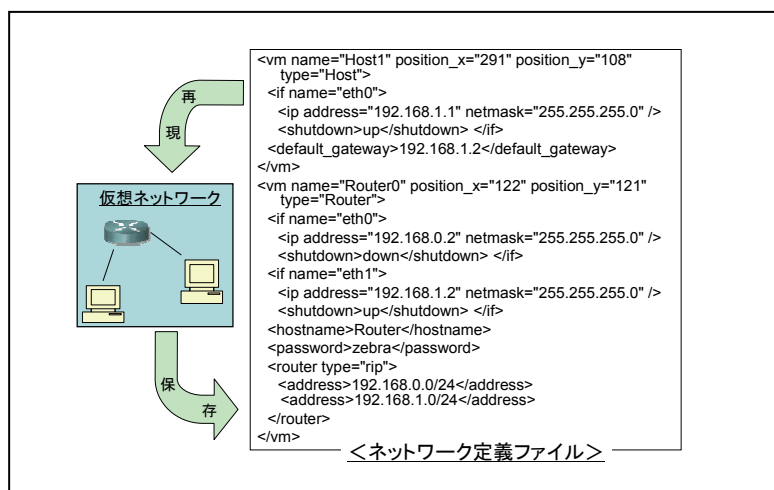 再
現
仮想ネットワーク
保
存
<vm name="Host1" position_x="291" position_y="108"
type="Host">
<if name="eth0">
<ip address="192.168.1.1" netmask="255.255.255.0" />
<shutdown>up</shutdown> </if>
<default_gateway>192.168.1.2</default_gateway>
</vm>
<vm name="Router0" position_x="122" position_y="121"
type="Router">
<if name="eth0">
<ip address="192.168.0.2" netmask="255.255.255.0" />
<shutdown>down</shutdown> </if>
<if name="eth1">
<ip address="192.168.1.2" netmask="255.255.255.0" />
<shutdown>up</shutdown> </if>
<hostname>Router</hostname>
<password>zebra</password>
<router type="rip">
<address>192.168.0.0/24</address>
<address>192.168.1.0/24</address>
</router>
</vm>
＜ネットワーク定義ファイル＞